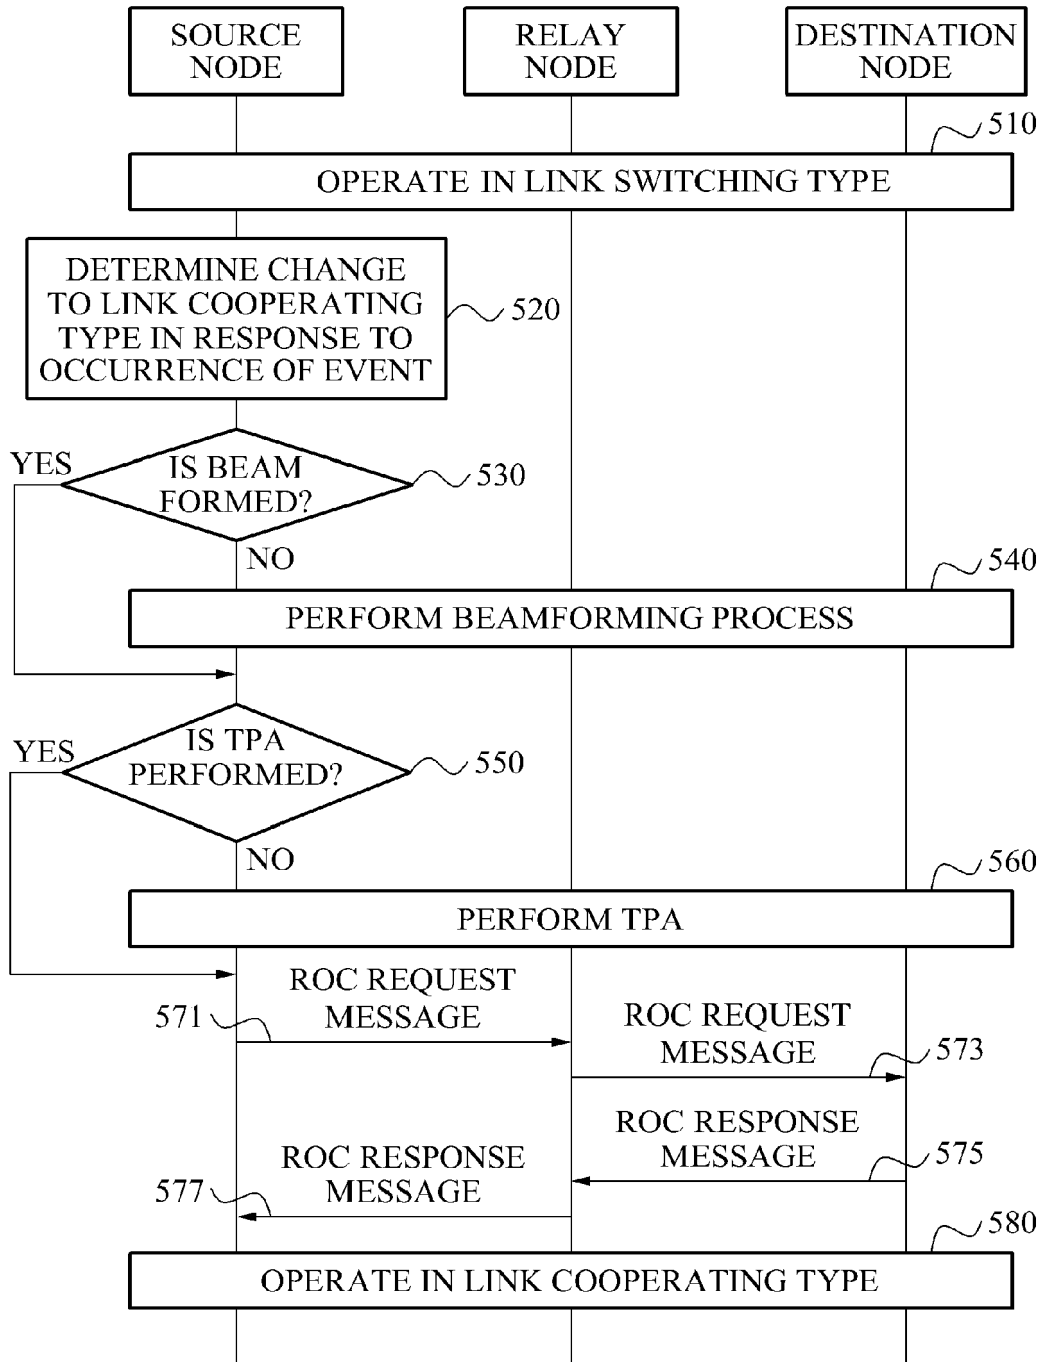 SOURCE
NODE
RELAY
NODE
DESTINATION
NODE
510
OPERATE IN LINK SWITCHING TYPE
DETERMINE CHANGE
TO LINK COOPERATING
TYPE IN RESPONSE TO
OCCURRENCE OF EVENT
520
YES
IS BEAM
FORMED?
530
NO
540
PERFORM BEAMFORMING PROCESS
YES
IS TPA
PERFORMED?
550
NO
560
PERFORM TPA
ROC REQUEST
MESSAGE
571
ROC REQUEST
MESSAGE
573
ROC RESPONSE
MESSAGE
575
ROC RESPONSE
MESSAGE
577
580
OPERATE IN LINK COOPERATING TYPE